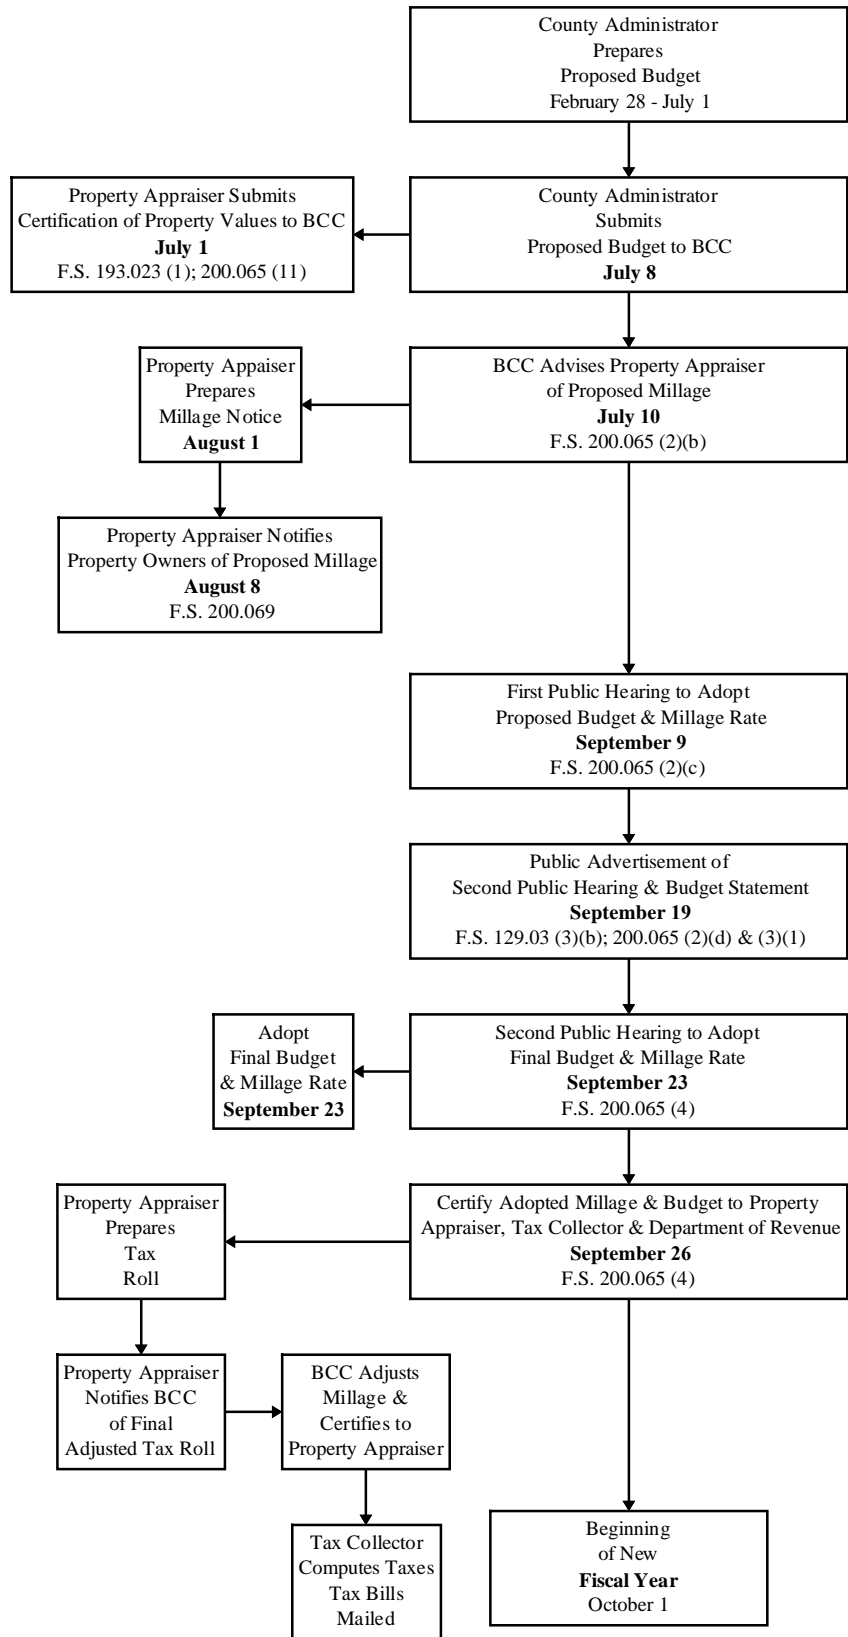 County Administrator
Prepares
Proposed Budget
February 28 - July 1
Property Appraiser Submits
Certification of Property Values to BCC
July 1
F.S. 193.023 (1); 200.065 (11)
County Administrator
Submits
Proposed Budget to BCC
July 8
Property Appaiser
Prepares
Millage Notice
August 1
BCC Advises Property Appraiser
of Proposed Millage
July 10
F.S. 200.065 (2)(b)
Property Appraiser Notifies
Property Owners of Proposed Millage
August 8
F.S. 200.069
First Public Hearing to Adopt
Proposed Budget & Millage Rate
September 9
F.S. 200.065 (2)(c)
Public Advertisement of
Second Public Hearing & Budget Statement
September 19
F.S. 129.03 (3)(b); 200.065 (2)(d) & (3)(1)
Adopt
Final Budget
& Millage Rate
September 23
Second Public Hearing to Adopt
Final Budget & Millage Rate
September 23
F.S. 200.065 (4)
Property Appraiser
Prepares
Tax
Roll
Certify Adopted Millage & Budget to Property
Appraiser, Tax Collector & Department of Revenue
September 26
F.S. 200.065 (4)
Property Appraiser
Notifies BCC
of Final
Adjusted Tax Roll
BCC Adjusts
Millage &
Certifies to
Property Appraiser
Tax Collector
Computes Taxes
Tax Bills
Mailed
Beginning
of New
Fiscal Year
October 1